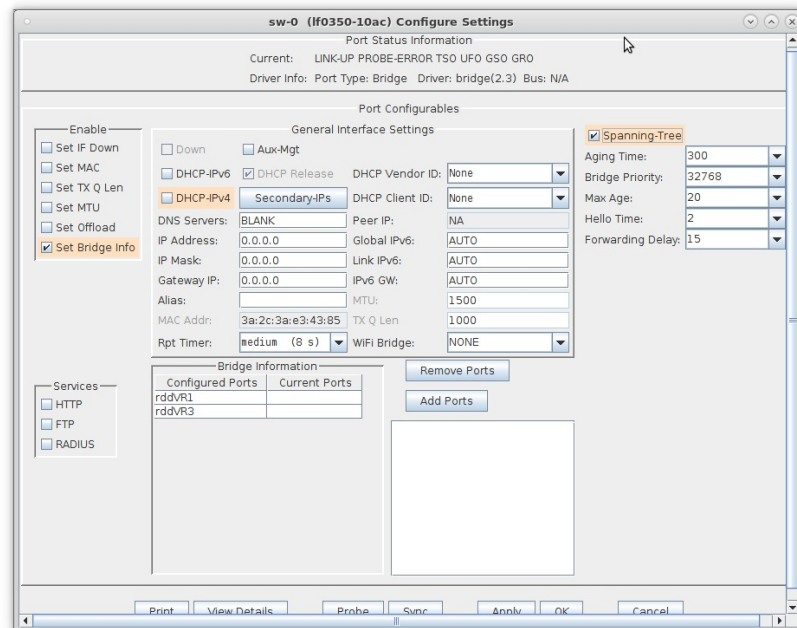 sw-0 (lf0350-10ac) Configure Settings
Port Status Information
Current: LINK-UP PROBE-ERROR TSO UFO GSO GRO
Driver Info: Port Type: Bridge Driver: bridge(2.3) Bus: N/A
Port Configurables
Enable
Set IF Down
Set MAC
Set TX Q Len
Set MTU
Set Offload
Set Bridge Info
General Interface Settings
Down Aux-Mgt
DHCP-IPv6 DHCP Release DHCP Vendor ID: None
DHCP-IPv4 Secondary-IPs DHCP Client ID: None
DNS Servers: BLANK Peer IP: NA
IP Address: 0.0.0.0 Global IPv6: AUTO
IP Mask: 0.0.0.0 Link IPv6: AUTO
Gateway IP: 0.0.0.0 IPv6 GW: AUTO
Alias: MTU: 1500
MAC Addr: 3a:2c:3a:e3:43:85 TX Q Len 1000
Rpt Timer: medium (8 s) WiFi Bridge: NONE
Spanning-Tree
Aging Time: 300
Bridge Priority: 32768
Max Age: 20
Hello Time: 2
Forwarding Delay: 15
Services
HTTP
FTP
RADIUS
Bridge Information
Configured Ports Current Ports
rddVR1
rddVR3
Remove Ports
Add Ports
Print View Details Probe Sync Apply OK Cancel